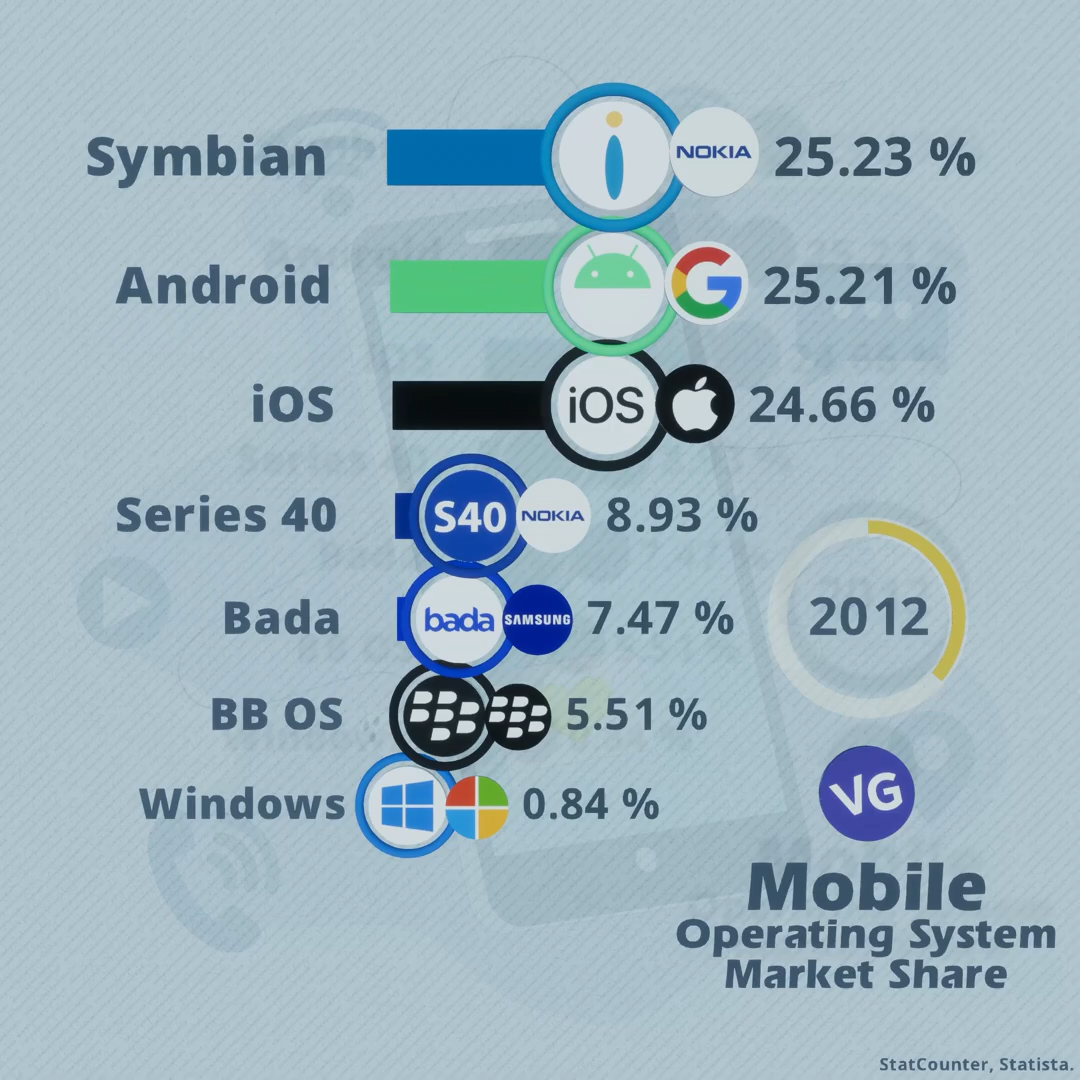 Symbian NOKIA 25.23 %
Android G 25.21 %
iOS iOS 24.66 %
Series 40 S40 NOKIA 8.93 %
Bada bada SAMSUNG 7.47 %
BB OS 5.51 %
Windows 0.84 %
2012
VG
Mobile
Operating System
Market Share
StatCounter, Statista.